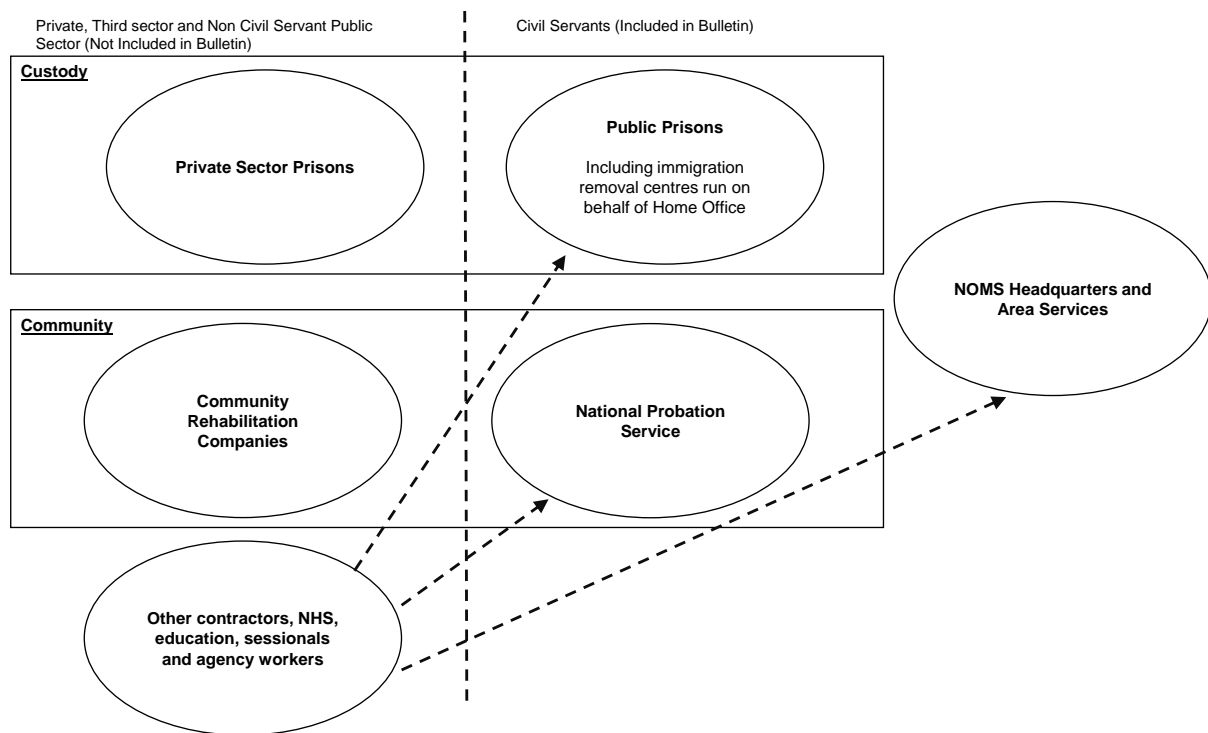 Private, Third sector and Non Civil Servant Public
Sector (Not Included in Bulletin)
Civil Servants (Included in Bulletin)
Custody
Private Sector Prisons
Public Prisons
Including immigration
removal centres run on
behalf of Home Office
NOMS Headquarters and
Area Services
Community
Community
Rehabilitation
Companies
National Probation
Service
Other contractors, NHS,
education, sessionals
and agency workers